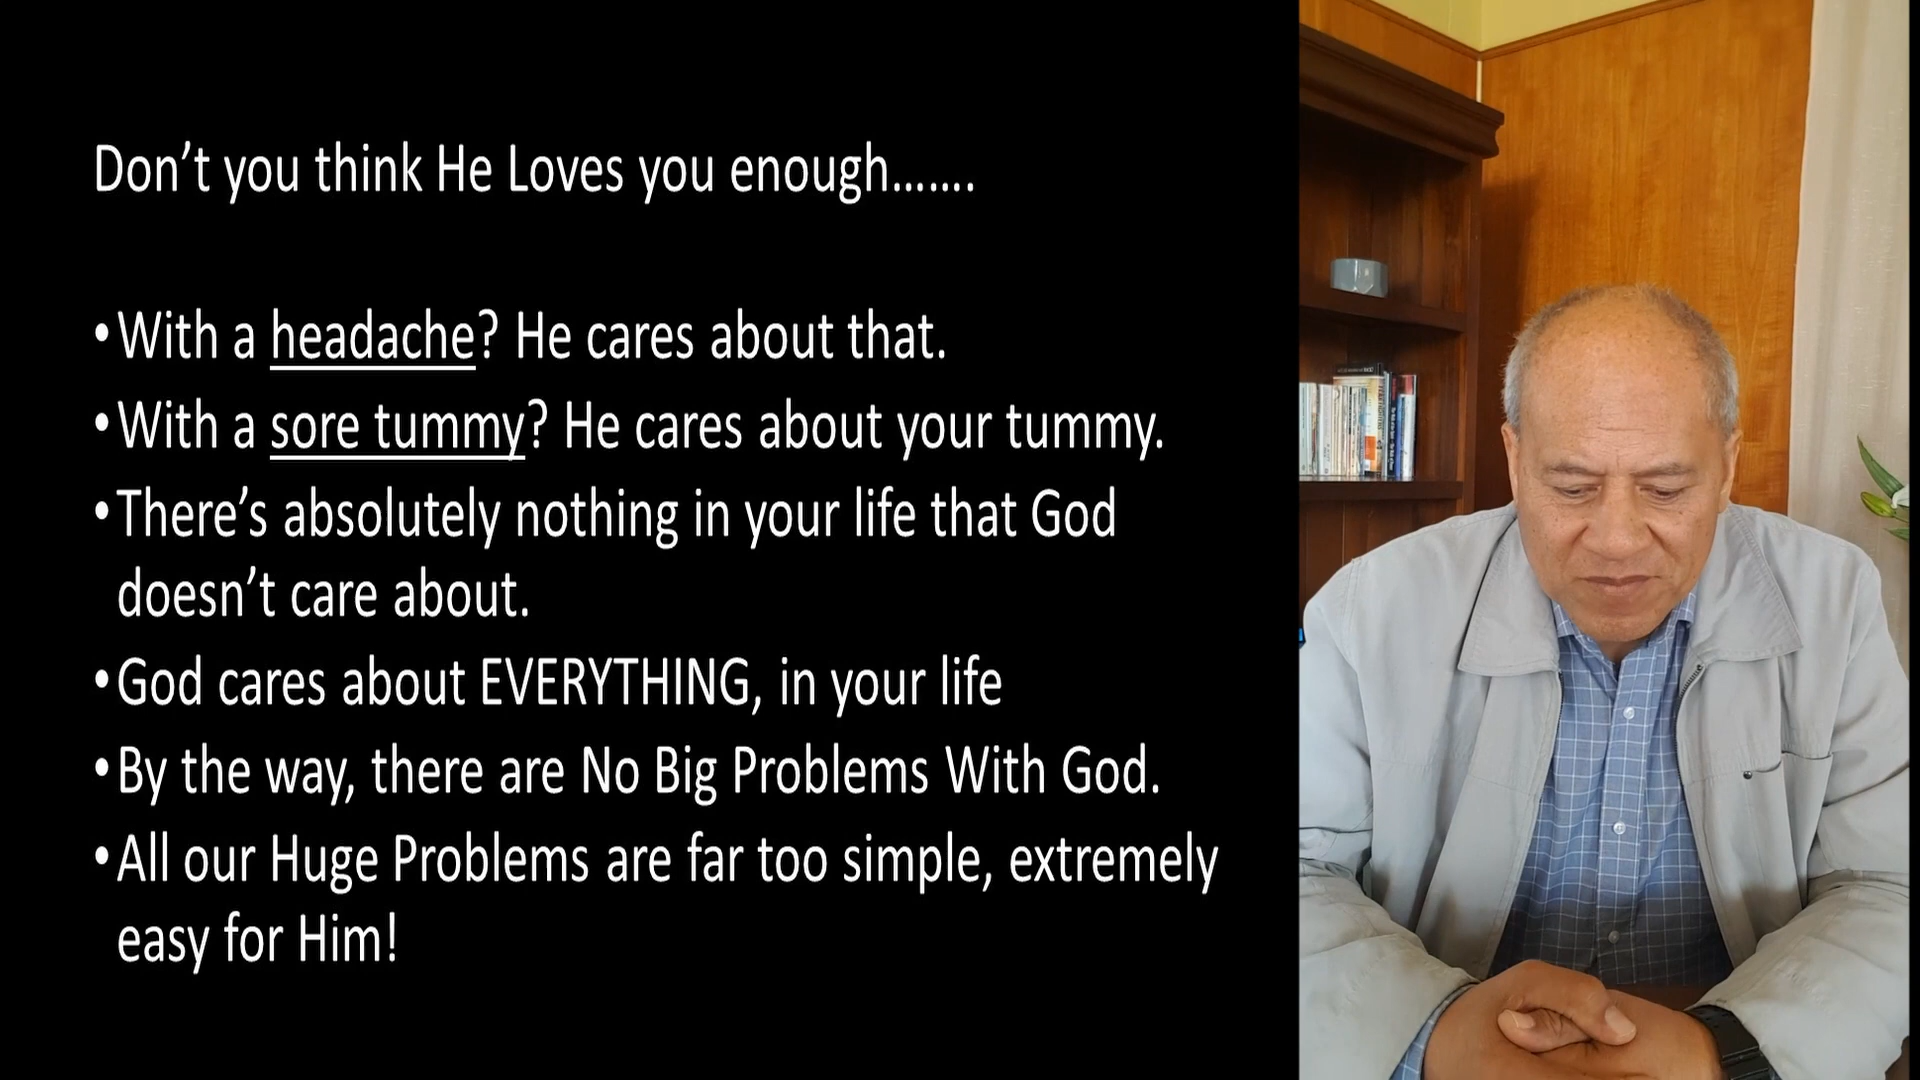 Don’t you think He Loves you enough…….
•With a headache? He cares about that.
•With a sore tummy? He cares about your tummy.
•There’s absolutely nothing in your life that God
doesn’t care about.
•God cares about EVERYTHING, in your life
•By the way, there are No Big Problems With God.
•All our Huge Problems are far too simple, extremely
easy for Him!